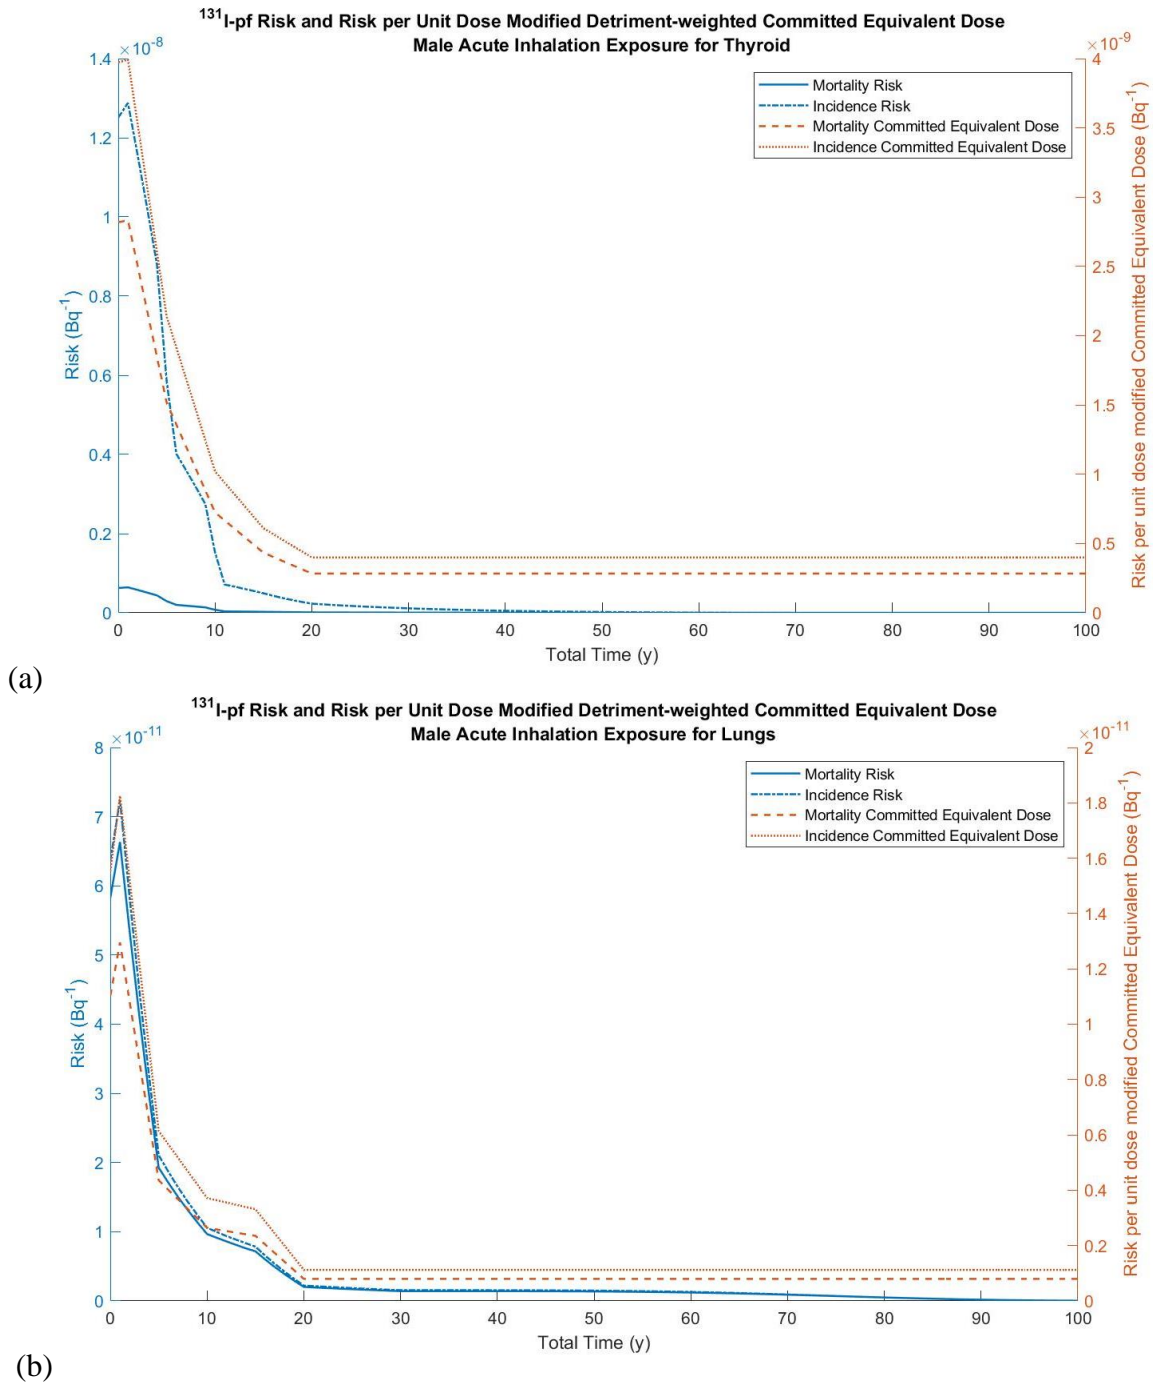 131I-pf Risk and Risk per Unit Dose Modified Detriment-weighted Committed Equivalent Dose
Male Acute Inhalation Exposure for Thyroid
×10-8
×10-9
Mortality Risk
Incidence Risk
Mortality Committed Equivalent Dose
Incidence Committed Equivalent Dose
1.4
1.2
1
0.8
0.6
0.4
0.2
0
Risk (Bq-1)
4
3.5
3
2.5
2
1.5
1
0.5
0
Risk per unit dose modified Committed Equivalent Dose (Bq-1)
0 10 20 30 40 50 60 70 80 90 100
Total Time (y)
(a)
131I-pf Risk and Risk per Unit Dose Modified Detriment-weighted Committed Equivalent Dose
Male Acute Inhalation Exposure for Lungs
×10-11
×10-11
Mortality Risk
Incidence Risk
Mortality Committed Equivalent Dose
Incidence Committed Equivalent Dose
8
7
6
5
4
3
2
1
0
Risk (Bq-1)
2
1.8
1.6
1.4
1.2
1
0.8
0.6
0.4
0.2
0
Risk per unit dose modified Committed Equivalent Dose (Bq-1)
0 10 20 30 40 50 60 70 80 90 100
Total Time (y)
(b)